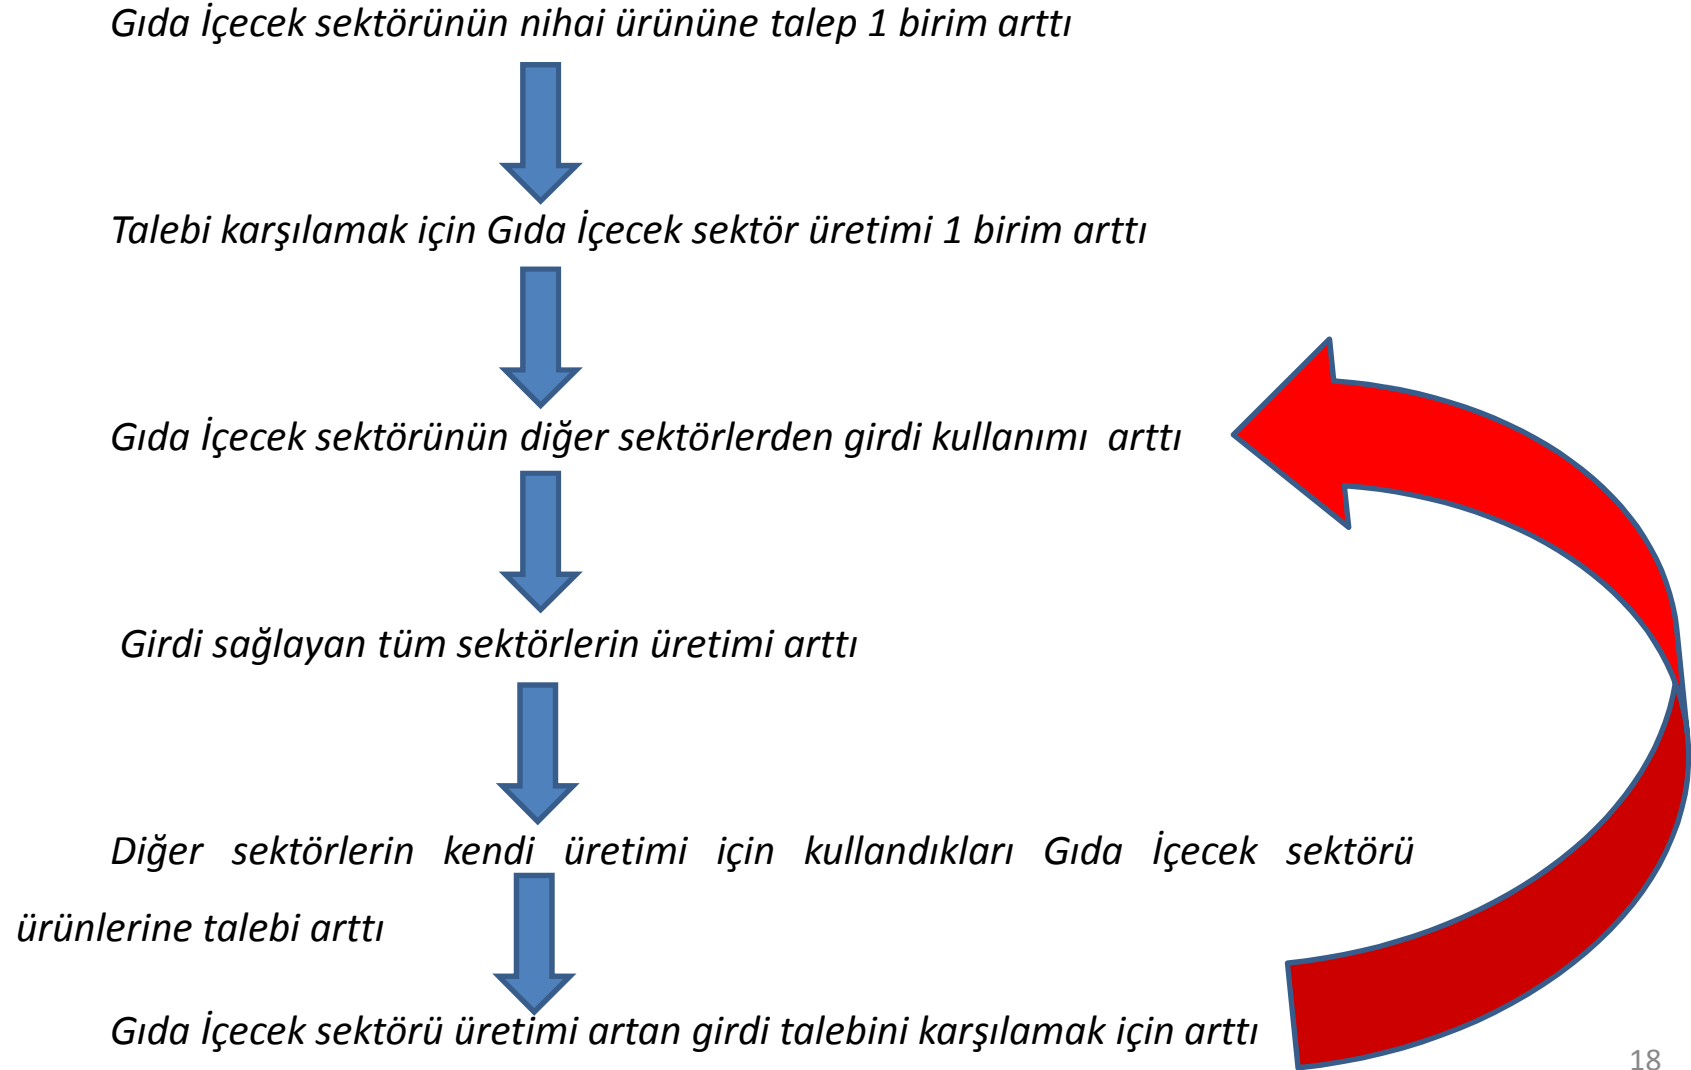 Gıda İçecek sektörünün nihai ürününe talep 1 birim arttı
Talebi karşılamak için Gıda İçecek sektör üretimi 1 birim arttı
Gıda İçecek sektörünün diğer sektörlerden girdi kullanımı arttı
Girdi sağlayan tüm sektörlerin üretimi arttı
Diğer sektörlerin kendi üretimi için kullandıkları Gıda İçecek sektörü
ürünlerine talebi arttı
Gıda İçecek sektörü üretimi artan girdi talebini karşılamak için arttı
18